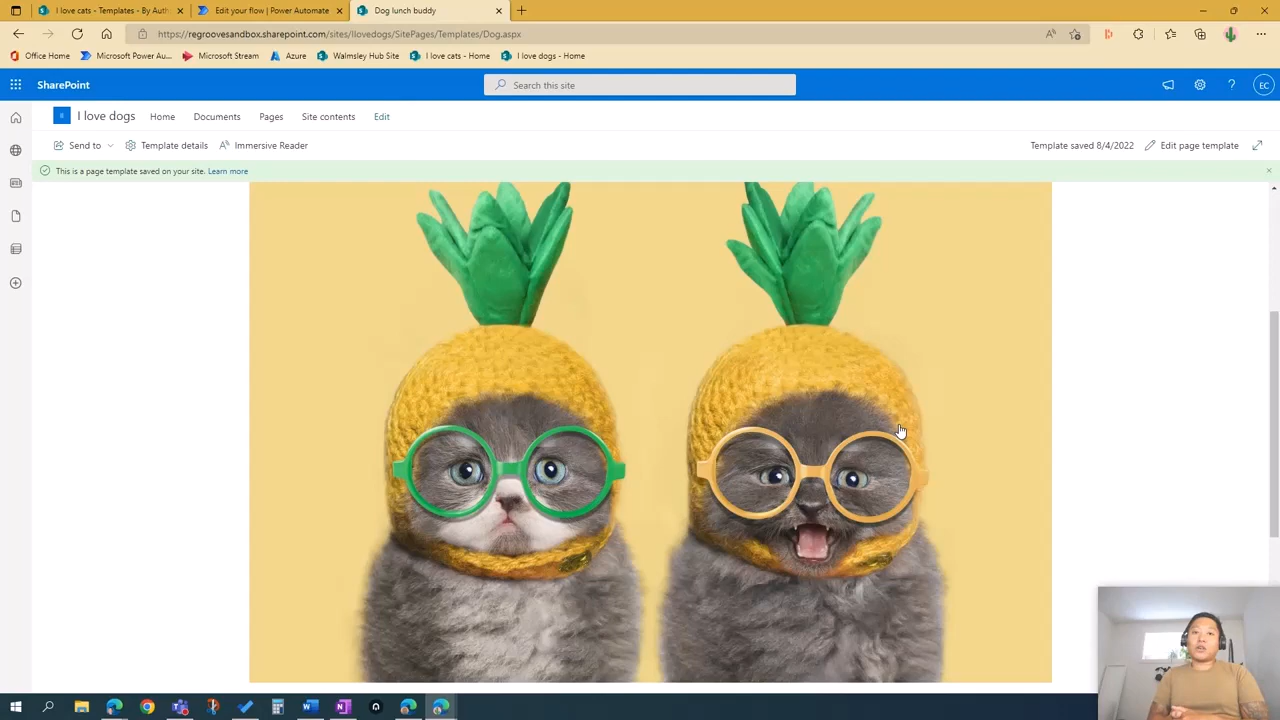 I love cats - Templates - By Auth
Edit your flow | Power Automate
Dog lunch buddy
https://regroovesandbox.sharepoint.com/sites/Ilovedogs/SitePages/Templates/Dog.aspx
Office Home
Microsoft Power Au...
Microsoft Stream
Azure
Walmsley Hub Site
I love cats - Home
I love dogs - Home
SharePoint
Search this site
EC
I love dogs
Home
Documents
Pages
Site contents
Edit
Send to
Template details
Immersive Reader
Template saved 8/4/2022
Edit page template
This is a page template saved on your site. Learn more